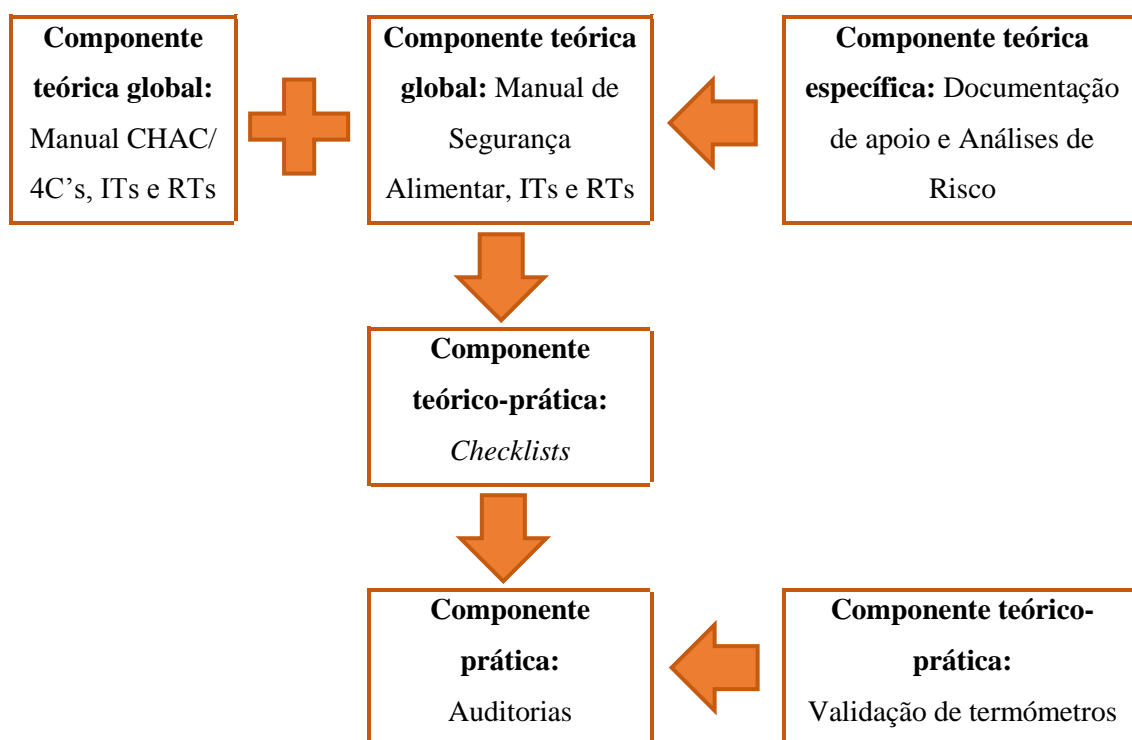 Componente
teórica global:
Manual CHAC/
4C's, ITs e RTs
Componente teórica
global: Manual de
Segurança
Alimentar, ITs e RTs
Componente teórica
específica: Documentação
de apoio e Análises de
Risco
Componente
teórico-prática:
Checklists
Componente
prática:
Auditorias
Componente teórico-
prática:
Validação de termómetros